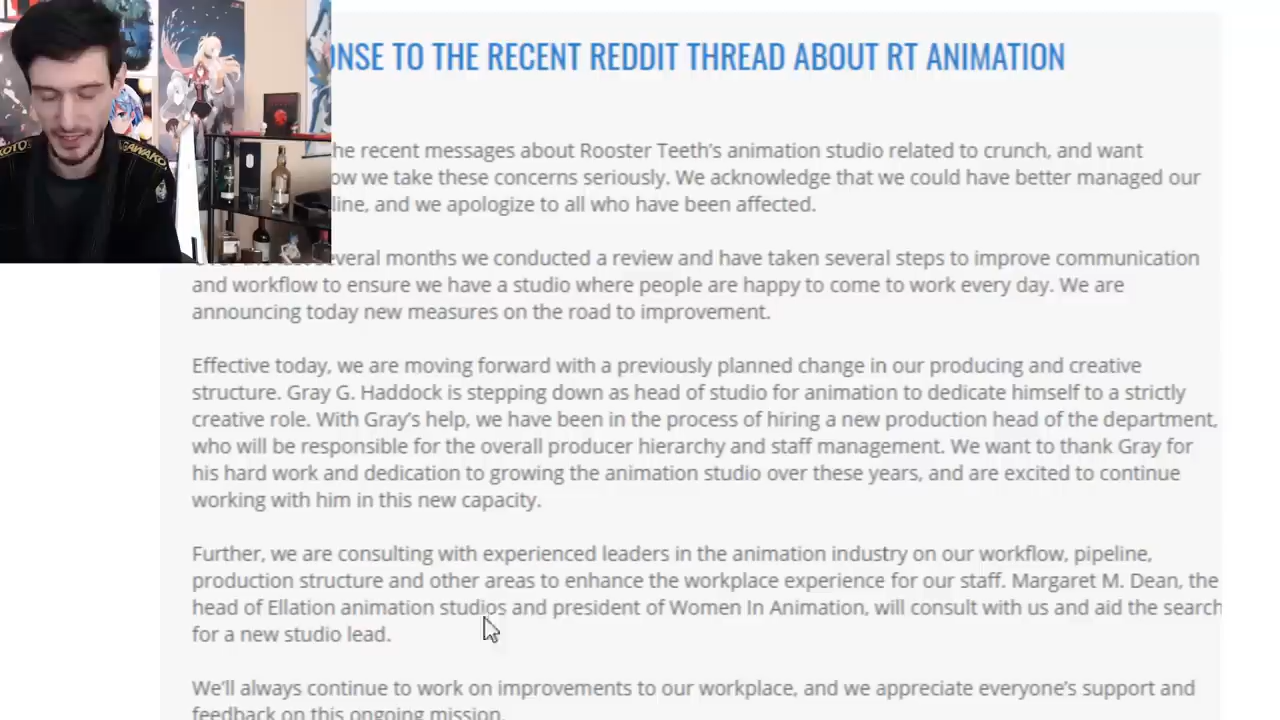 ONSE TO THE RECENT REDDIT THREAD ABOUT RT ANIMATION
he recent messages about Rooster Teeth's animation studio related to crunch, and want
ow we take these concerns seriously. We acknowledge that we could have better managed our
line, and we apologize to all who have been affected.
several months we conducted a review and have taken several steps to improve communication
and workflow to ensure we have a studio where people are happy to come to work every day. We are
announcing today new measures on the road to improvement.
Effective today, we are moving forward with a previously planned change in our producing and creative
structure. Gray G. Haddock is stepping down as head of studio for animation to dedicate himself to a strictly
creative role. With Gray's help, we have been in the process of hiring a new production head of the department,
who will be responsible for the overall producer hierarchy and staff management. We want to thank Gray for
his hard work and dedication to growing the animation studio over these years, and are excited to continue
working with him in this new capacity.
Further, we are consulting with experienced leaders in the animation industry on our workflow, pipeline,
production structure and other areas to enhance the workplace experience for our staff. Margaret M. Dean, the
head of Ellation animation studios and president of Women In Animation, will consult with us and aid the search
for a new studio lead.
We'll always continue to work on improvements to our workplace, and we appreciate everyone's support and
feedback on this ongoing mission.